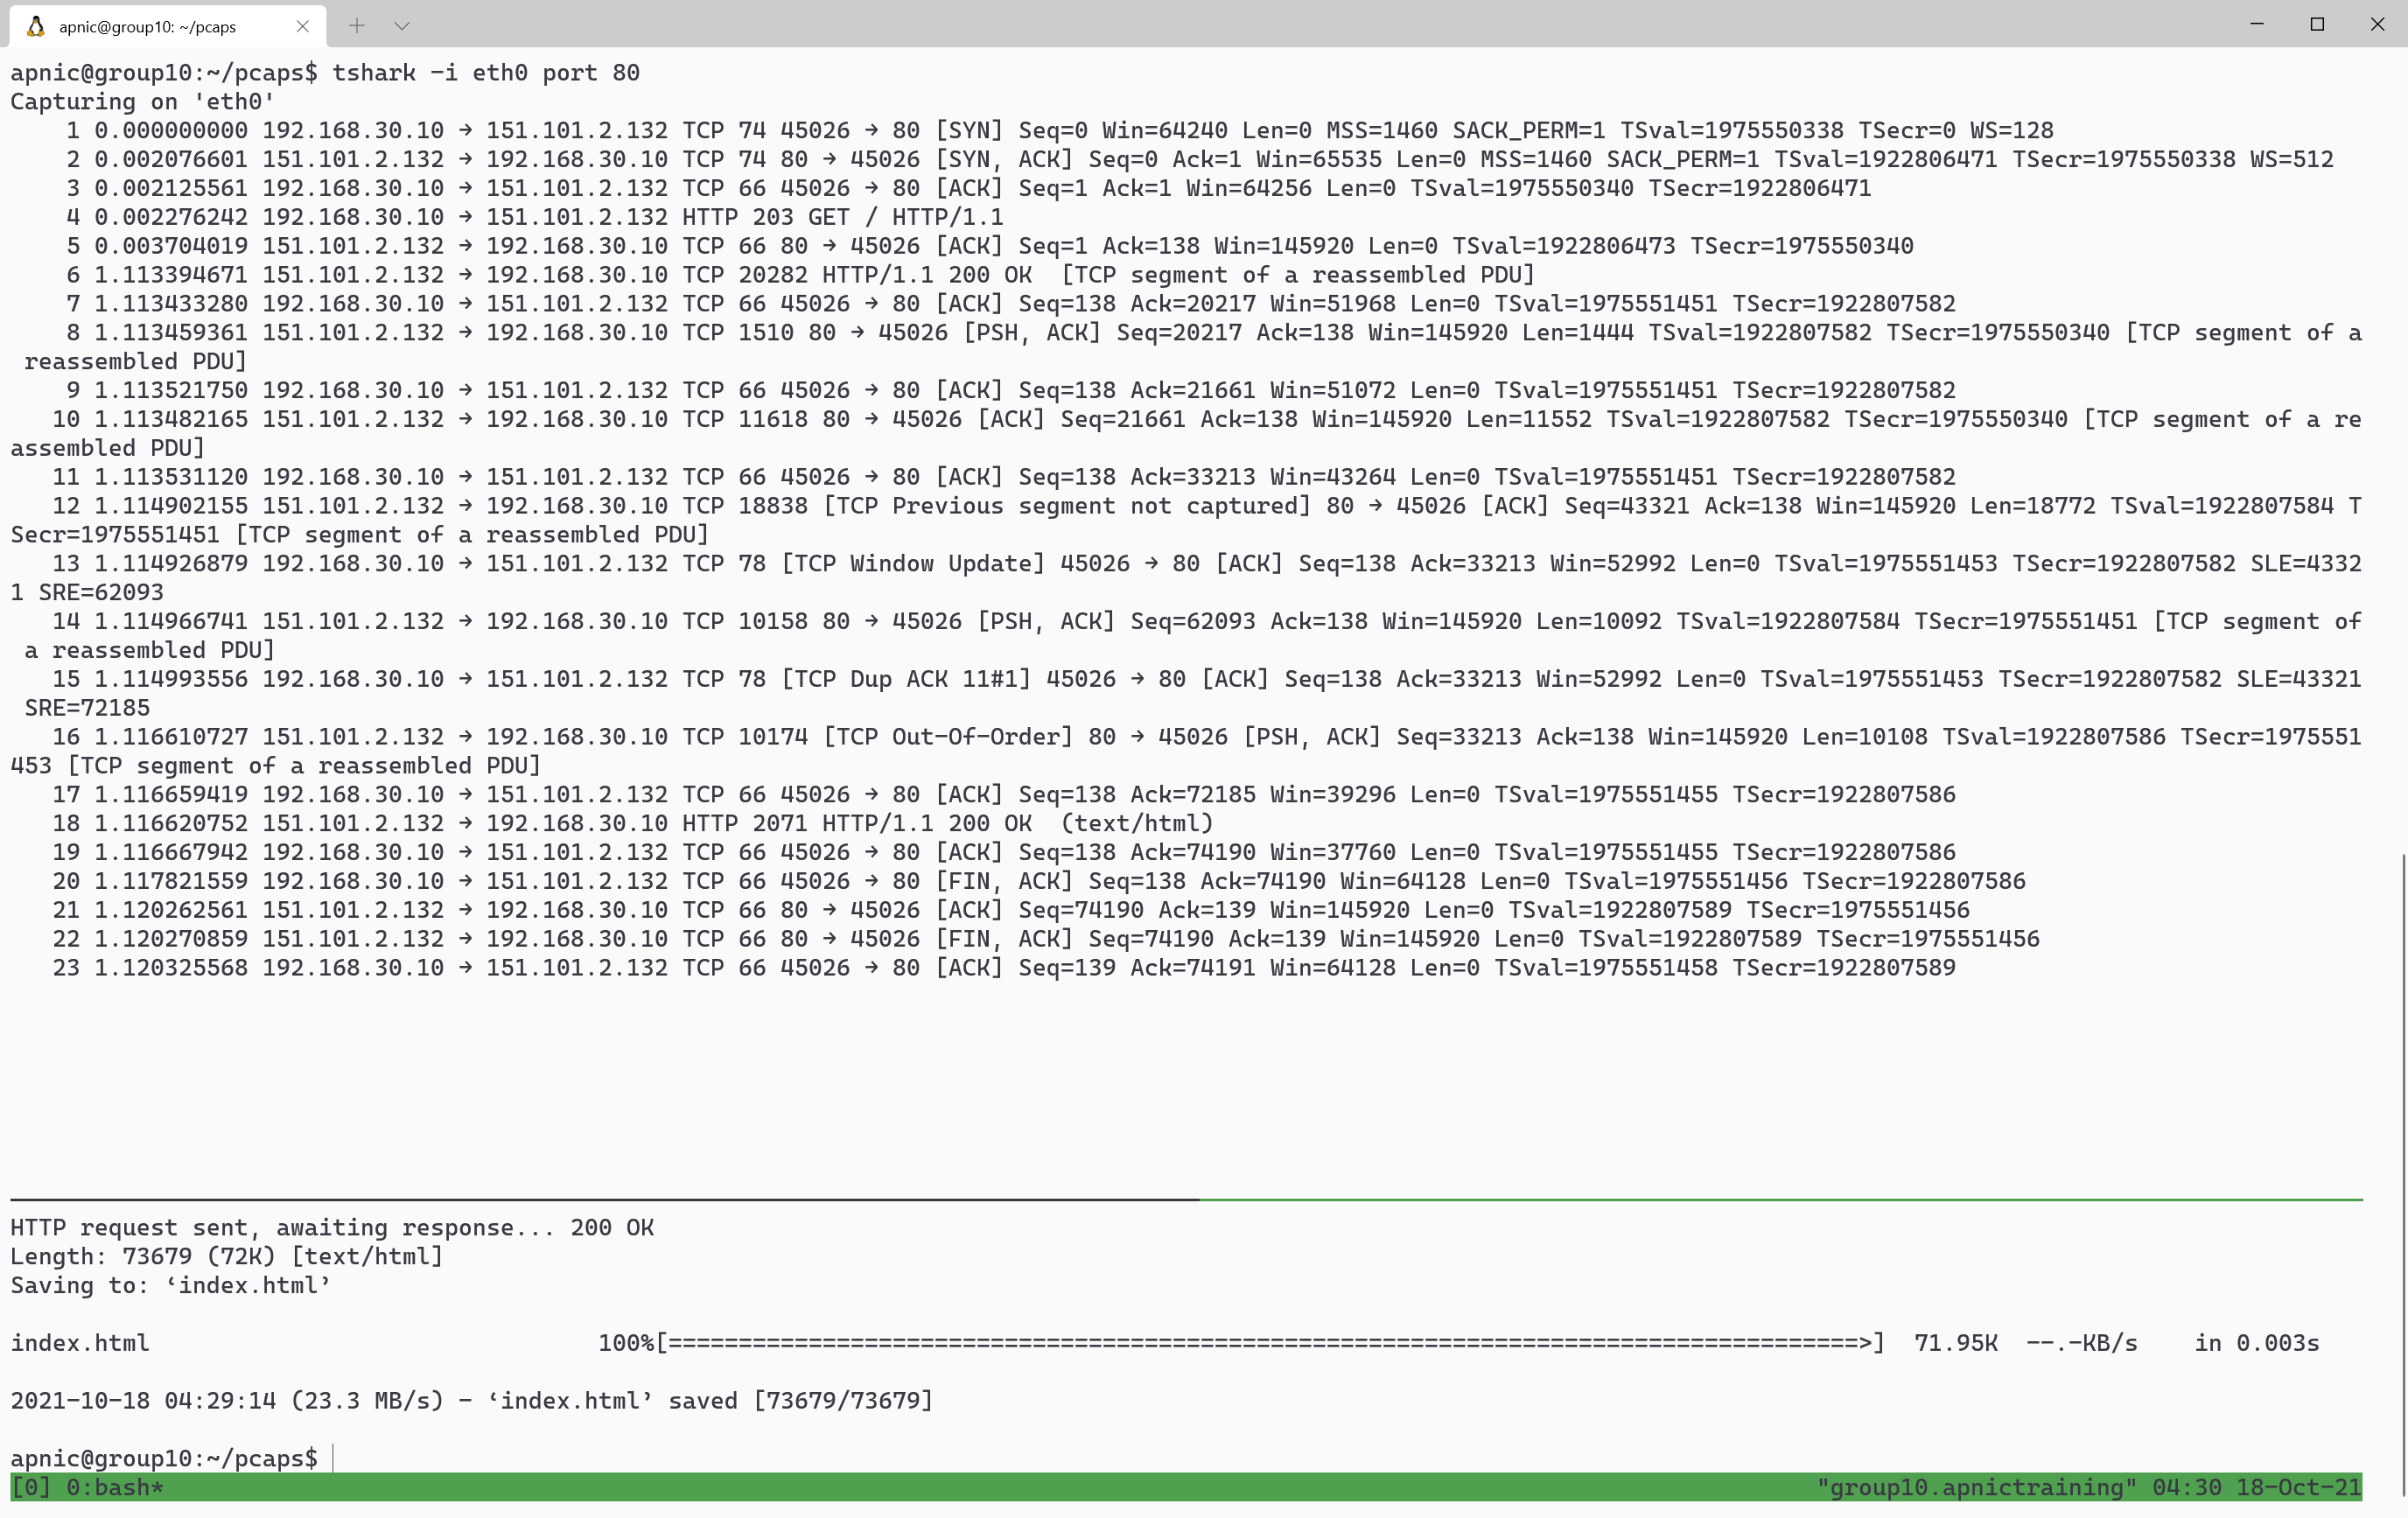 apnic@group10: ~/pcaps
apnic@group10:~/pcaps$ tshark -i eth0 port 80
Capturing on 'eth0'
    1 0.000000000 192.168.30.10 → 151.101.2.132 TCP 74 45026 → 80 [SYN] Seq=0 Win=64240 Len=0 MSS=1460 SACK_PERM=1 TSval=1975550338 TSecr=0 WS=128
    2 0.002076601 151.101.2.132 → 192.168.30.10 TCP 74 80 → 45026 [SYN, ACK] Seq=0 Ack=1 Win=65535 Len=0 MSS=1460 SACK_PERM=1 TSval=1922806471 TSecr=1975550338 WS=512
    3 0.002125561 192.168.30.10 → 151.101.2.132 TCP 66 45026 → 80 [ACK] Seq=1 Ack=1 Win=64256 Len=0 TSval=1975550340 TSecr=1922806471
    4 0.002276242 192.168.30.10 → 151.101.2.132 HTTP 203 GET / HTTP/1.1
    5 0.003704019 151.101.2.132 → 192.168.30.10 TCP 66 80 → 45026 [ACK] Seq=1 Ack=138 Win=145920 Len=0 TSval=1922806473 TSecr=1975550340
    6 1.113394671 151.101.2.132 → 192.168.30.10 TCP 20282 HTTP/1.1 200 OK  [TCP segment of a reassembled PDU]
    7 1.113433280 192.168.30.10 → 151.101.2.132 TCP 66 45026 → 80 [ACK] Seq=138 Ack=20217 Win=51968 Len=0 TSval=1975551451 TSecr=1922807582
    8 1.113459361 151.101.2.132 → 192.168.30.10 TCP 1510 80 → 45026 [PSH, ACK] Seq=20217 Ack=138 Win=145920 Len=1444 TSval=1922807582 TSecr=1975550340 [TCP segment of a
 reassembled PDU]
    9 1.113521750 192.168.30.10 → 151.101.2.132 TCP 66 45026 → 80 [ACK] Seq=138 Ack=21661 Win=51072 Len=0 TSval=1975551451 TSecr=1922807582
   10 1.113482165 151.101.2.132 → 192.168.30.10 TCP 11618 80 → 45026 [ACK] Seq=21661 Ack=138 Win=145920 Len=11552 TSval=1922807582 TSecr=1975550340 [TCP segment of a re
assembled PDU]
   11 1.113531120 192.168.30.10 → 151.101.2.132 TCP 66 45026 → 80 [ACK] Seq=138 Ack=33213 Win=43264 Len=0 TSval=1975551451 TSecr=1922807582
   12 1.114902155 151.101.2.132 → 192.168.30.10 TCP 18838 [TCP Previous segment not captured] 80 → 45026 [ACK] Seq=43321 Ack=138 Win=145920 Len=18772 TSval=1922807584 T
Secr=1975551451 [TCP segment of a reassembled PDU]
   13 1.114926879 192.168.30.10 → 151.101.2.132 TCP 78 [TCP Window Update] 45026 → 80 [ACK] Seq=138 Ack=33213 Win=52992 Len=0 TSval=1975551453 TSecr=1922807582 SLE=4332
1 SRE=62093
   14 1.114966741 151.101.2.132 → 192.168.30.10 TCP 10158 80 → 45026 [PSH, ACK] Seq=62093 Ack=138 Win=145920 Len=10092 TSval=1922807584 TSecr=1975551451 [TCP segment of
 a reassembled PDU]
   15 1.114993556 192.168.30.10 → 151.101.2.132 TCP 78 [TCP Dup ACK 11#1] 45026 → 80 [ACK] Seq=138 Ack=33213 Win=52992 Len=0 TSval=1975551453 TSecr=1922807582 SLE=43321
 SRE=72185
   16 1.116610727 151.101.2.132 → 192.168.30.10 TCP 10174 [TCP Out-Of-Order] 80 → 45026 [PSH, ACK] Seq=33213 Ack=138 Win=145920 Len=10108 TSval=1922807586 TSecr=1975551
453 [TCP segment of a reassembled PDU]
   17 1.116659419 192.168.30.10 → 151.101.2.132 TCP 66 45026 → 80 [ACK] Seq=138 Ack=72185 Win=39296 Len=0 TSval=1975551455 TSecr=1922807586
   18 1.116620752 151.101.2.132 → 192.168.30.10 HTTP 2071 HTTP/1.1 200 OK  (text/html)
   19 1.116667942 192.168.30.10 → 151.101.2.132 TCP 66 45026 → 80 [ACK] Seq=138 Ack=74190 Win=37760 Len=0 TSval=1975551455 TSecr=1922807586
   20 1.117821559 192.168.30.10 → 151.101.2.132 TCP 66 45026 → 80 [FIN, ACK] Seq=138 Ack=74190 Win=64128 Len=0 TSval=1975551456 TSecr=1922807586
   21 1.120262561 151.101.2.132 → 192.168.30.10 TCP 66 80 → 45026 [ACK] Seq=74190 Ack=139 Win=145920 Len=0 TSval=1922807589 TSecr=1975551456
   22 1.120270859 151.101.2.132 → 192.168.30.10 TCP 66 80 → 45026 [FIN, ACK] Seq=74190 Ack=139 Win=145920 Len=0 TSval=1922807589 TSecr=1975551456
   23 1.120325568 192.168.30.10 → 151.101.2.132 TCP 66 45026 → 80 [ACK] Seq=139 Ack=74191 Win=64128 Len=0 TSval=1975551458 TSecr=1922807589
HTTP request sent, awaiting response... 200 OK
Length: 73679 (72K) [text/html]
Saving to: ‘index.html’
index.html                                100%[=====================================================================================>]  71.95K  --.-KB/s    in 0.003s
2021-10-18 04:29:14 (23.3 MB/s) - ‘index.html’ saved [73679/73679]
apnic@group10:~/pcaps$
[0] 0:bash* "group10.apnictraining" 04:30 18-Oct-21